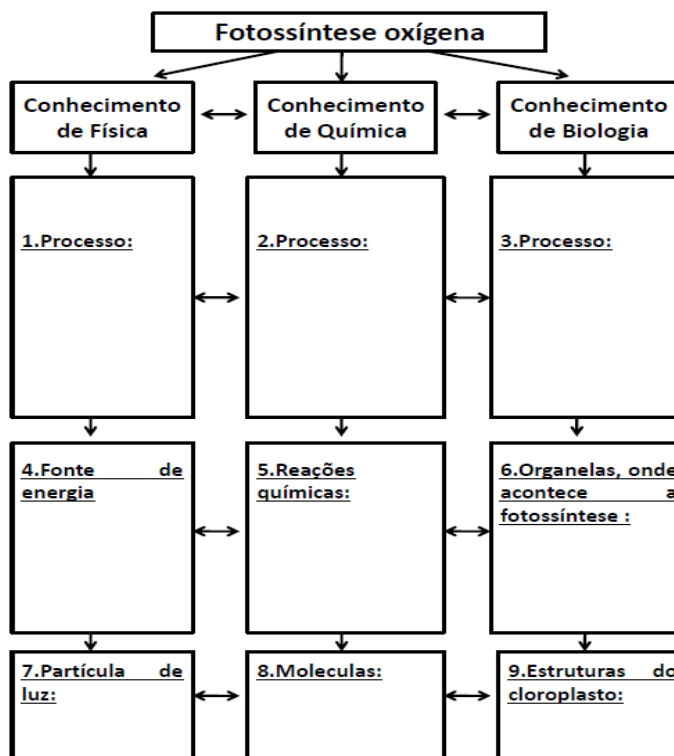 Fotossíntese oxígena
Conhecimento
de Física
Conhecimento
de Química
Conhecimento
de Biologia
1.Processo:
2.Processo:
3.Processo:
4.Fonte de
energia
5.Reações
químicas:
6.Organelas, onde
acontece a
fotossíntese :
7.Partícula de
luz:
8.Moleculas:
9.Estruturas do
cloroplasto: